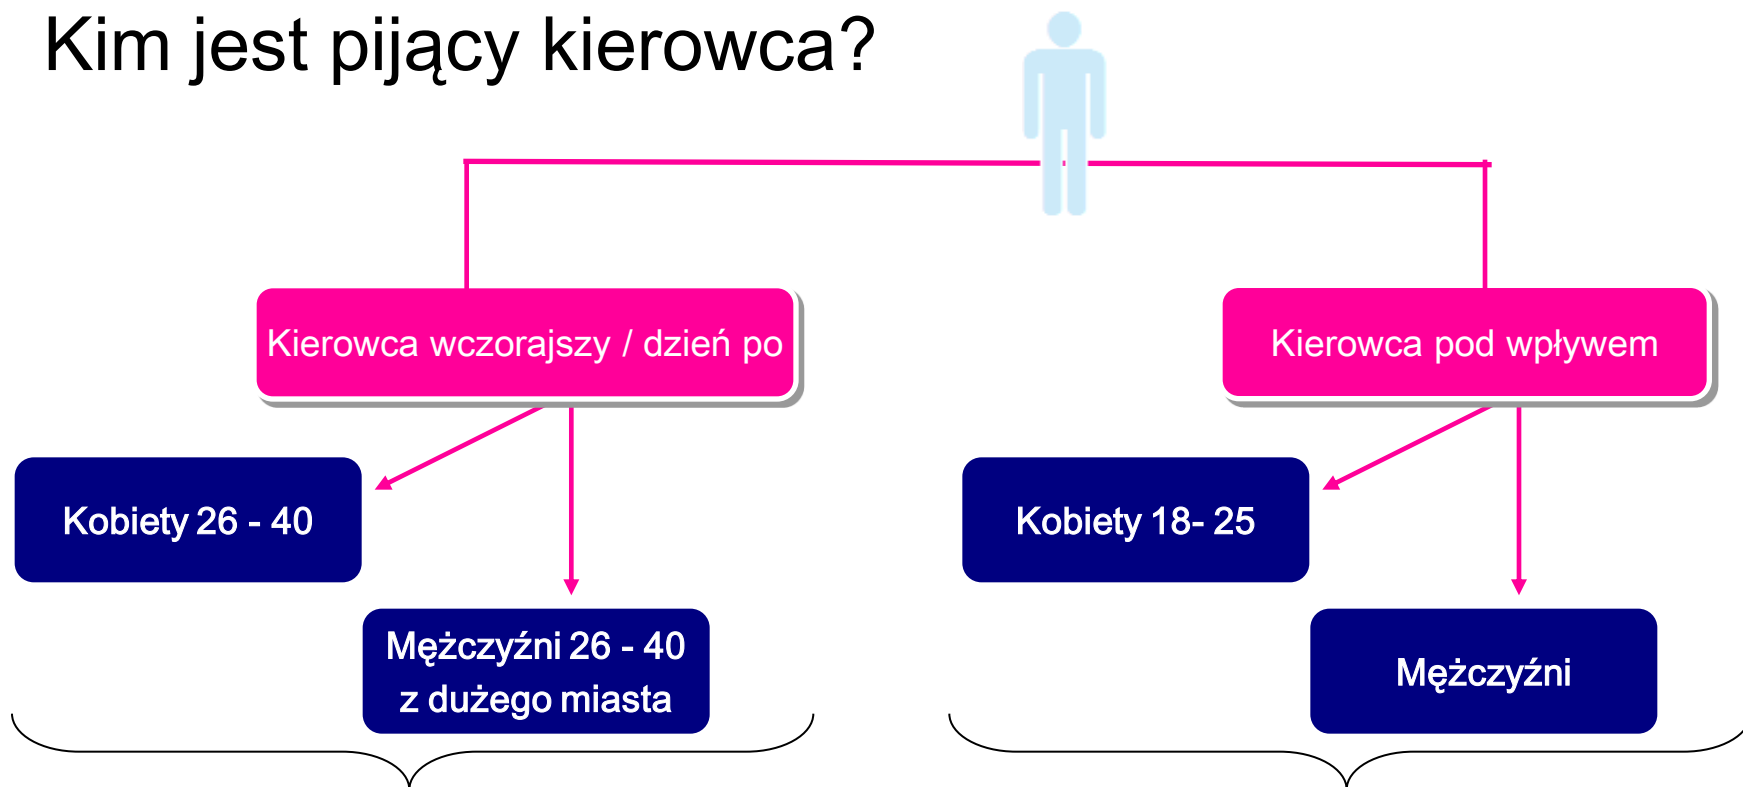 Kim jest pijący kierowca?
Kierowca wczorajszy / dzień po
Kierowca pod wpływem
Kobiety 26 - 40
Kobiety 18- 25
Mężczyźni 26 - 40
z dużego miasta
Mężczyźni